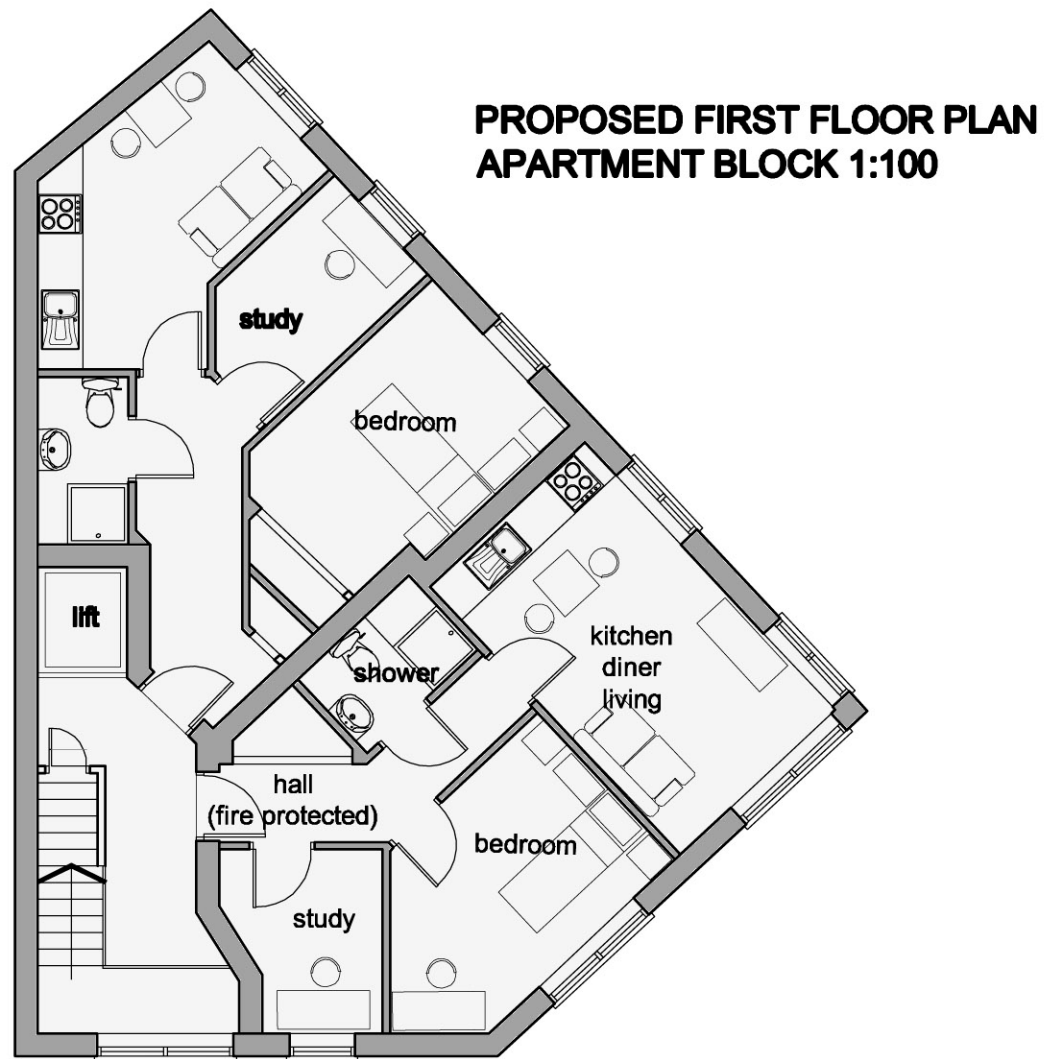 PROPOSED FIRST FLOOR PLAN
APARTMENT BLOCK 1:100
study
bedroom
lift
shower
kitchen
diner
living
hall
(fire protected)
bedroom
study